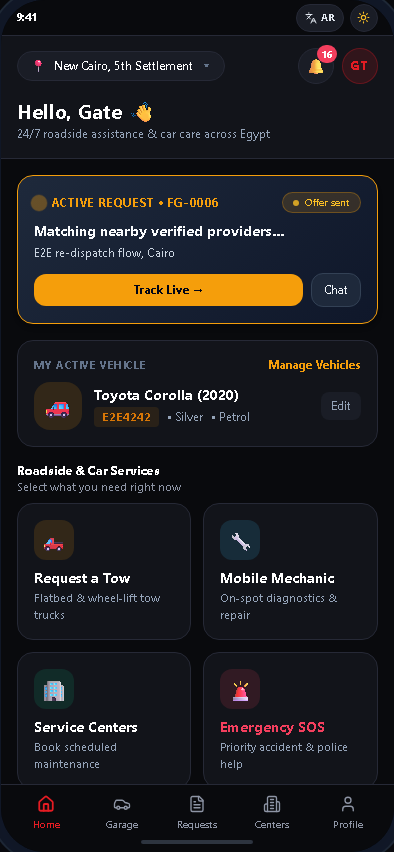 9:41
AR
New Cairo, 5th Settlement
16
GT
Hello, Gate 👋
24/7 roadside assistance & car care across Egypt
ACTIVE REQUEST • FG-0006
Offer sent
Matching nearby verified providers...
E2E re-dispatch flow, Cairo
Track Live →
Chat
MY ACTIVE VEHICLE
Manage Vehicles
Toyota Corolla (2020)
E2E4242 • Silver • Petrol
Edit
Roadside & Car Services
Select what you need right now
Request a Tow
Flatbed & wheel-lift tow
trucks
Mobile Mechanic
On-spot diagnostics &
repair
Service Centers
Book scheduled
maintenance
Emergency SOS
Priority accident & police
help
Home
Garage
Requests
Centers
Profile